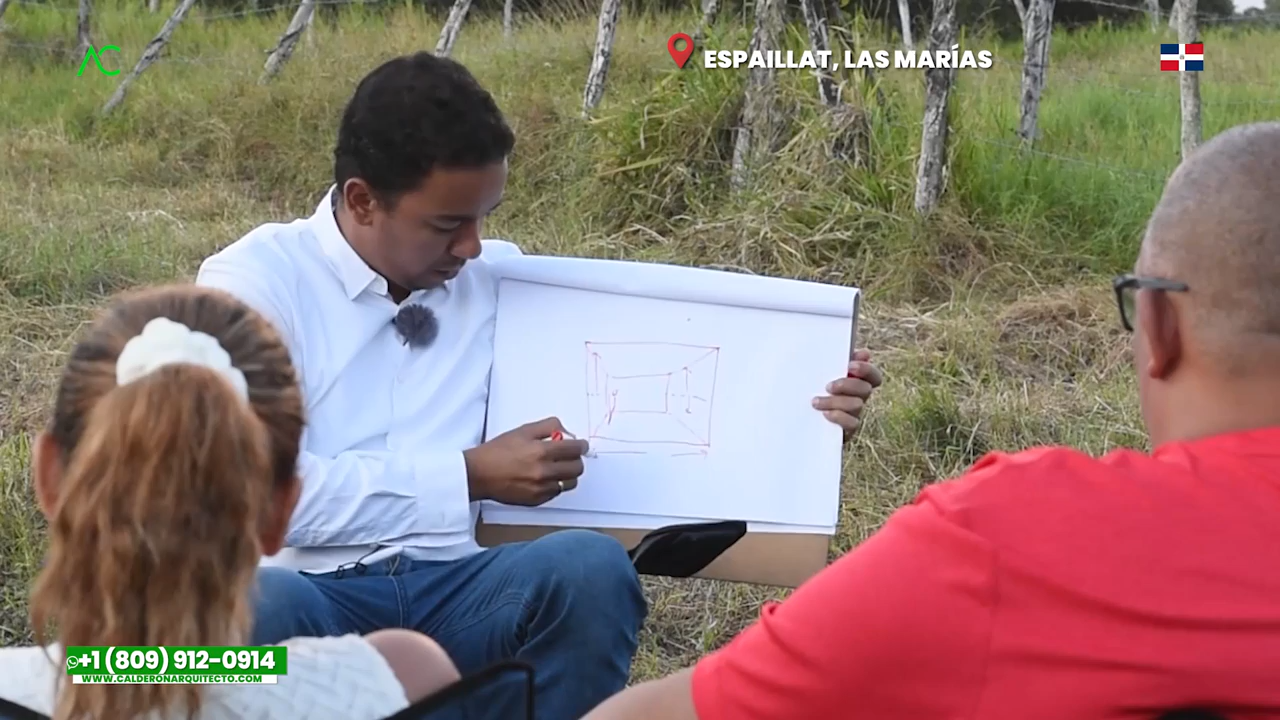 AC
ESPAILLAT, LAS MARÍAS
+1 (809) 912-0914
WWW.CALDERONARQUITECTO.COM